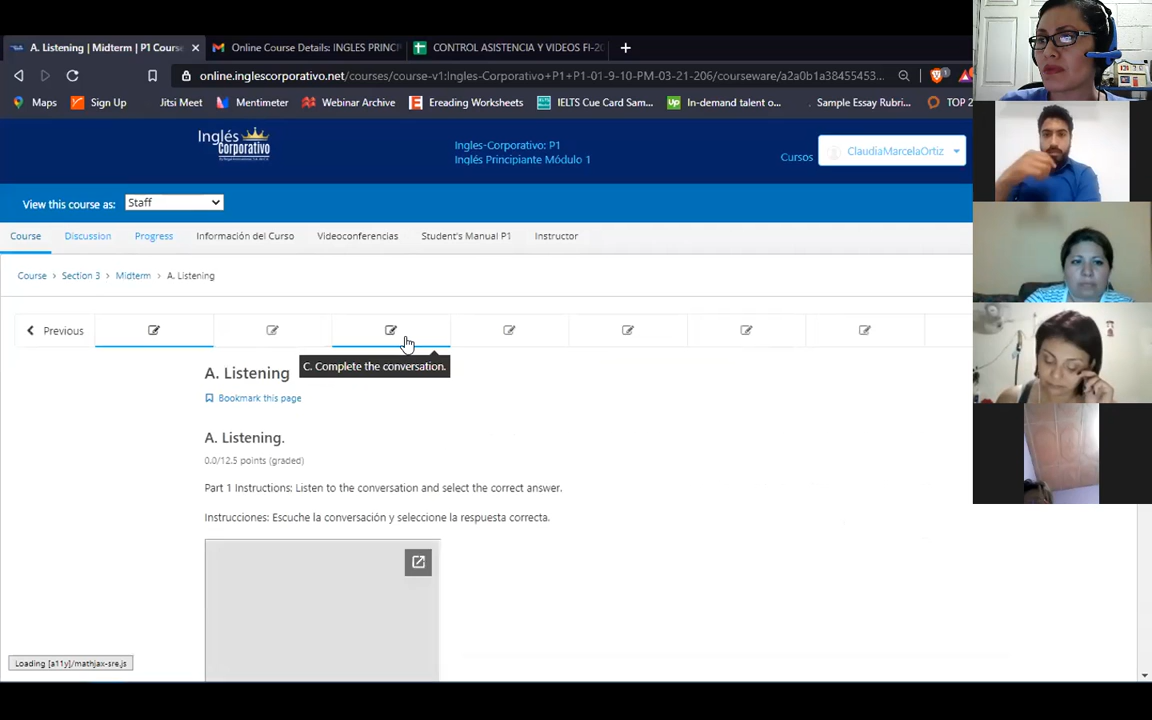 A. Listening | Midterm | P1 Course
Online Course Details: INGLES PRINCI
CONTROL ASISTENCIA Y VIDEOS FI-20
online.inglescorporativo.net/courses/course-v1:Ingles-Corporativo+P1+P1-01-9-10-PM-03-21-206/courseware/a2a0b1a38455453...
Maps
Sign Up
Jitsi Meet
Mentimeter
Webinar Archive
Ereading Worksheets
IELTS Cue Card Sam...
In-demand talent o...
Sample Essay Rubri...
TOP 2
Inglés
Corporativo
Ingles-Corporativo: P1
Inglés Principiante Módulo 1
Cursos
ClaudiaMarcelaOrtiz
View this course as:
Staff
Course
Discussion
Progress
Información del Curso
Videoconferencias
Student's Manual P1
Instructor
Course > Section 3 > Midterm > A. Listening
Previous
C. Complete the conversation.
A. Listening
Bookmark this page
A. Listening.
0.0/12.5 points (graded)
Part 1 Instructions: Listen to the conversation and select the correct answer.
Instrucciones: Escuche la conversación y seleccione la respuesta correcta.
Loading [a11y]/mathjax-sre.js